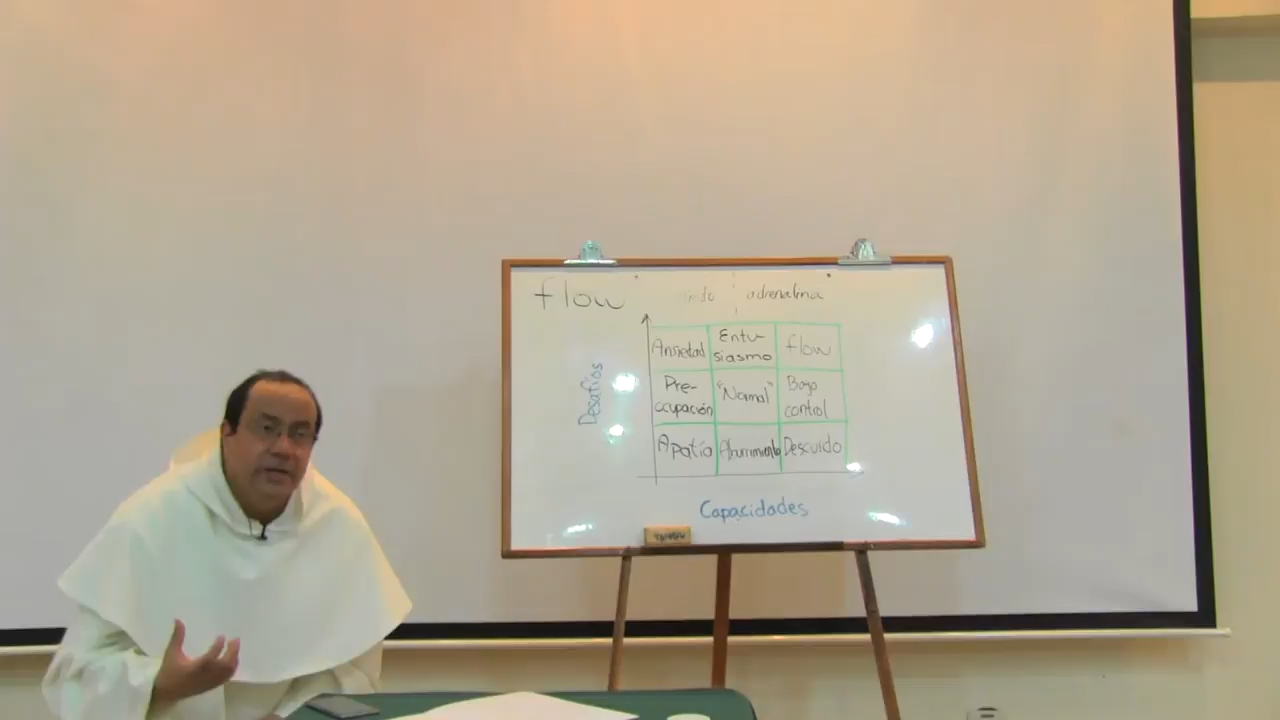 flow
adrenalina
Ansiedad
Entu-
siasmo
flow
Desafíos
Pre-
ocupación
"Normal"
Bajo
control
Apatía
Aburrimiento
Descuido
Capacidades